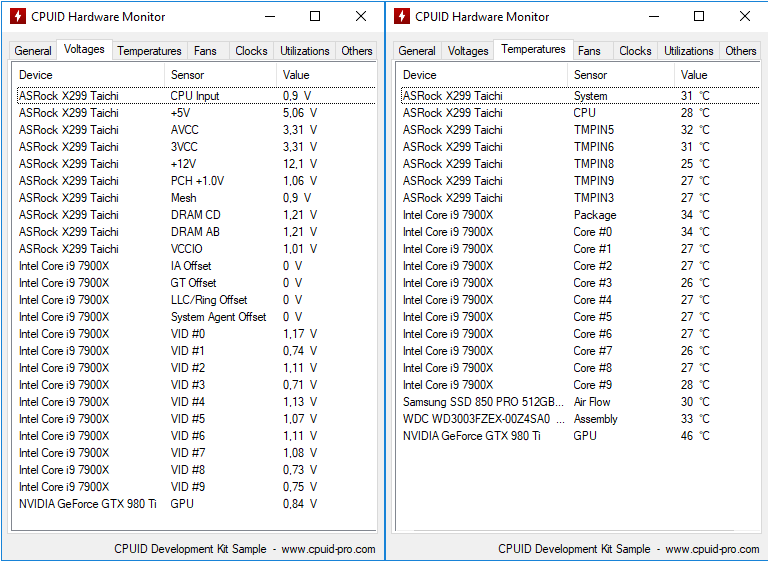 CPUID Hardware Monitor
General Voltages Temperatures Fans Clocks Utilizations Others
Device Sensor Value
ASRock X299 Taichi CPU Input 0,9 V
ASRock X299 Taichi +5V 5,06 V
ASRock X299 Taichi AVCC 3,31 V
ASRock X299 Taichi 3VCC 3,31 V
ASRock X299 Taichi +12V 12,1 V
ASRock X299 Taichi PCH +1.0V 1,06 V
ASRock X299 Taichi Mesh 0,9 V
ASRock X299 Taichi DRAM CD 1,21 V
ASRock X299 Taichi DRAM AB 1,21 V
ASRock X299 Taichi VCCIO 1,01 V
Intel Core i9 7900X IA Offset 0 V
Intel Core i9 7900X GT Offset 0 V
Intel Core i9 7900X LLC/Ring Offset 0 V
Intel Core i9 7900X System Agent Offset 0 V
Intel Core i9 7900X VID #0 1,17 V
Intel Core i9 7900X VID #1 0,74 V
Intel Core i9 7900X VID #2 1,11 V
Intel Core i9 7900X VID #3 0,71 V
Intel Core i9 7900X VID #4 1,13 V
Intel Core i9 7900X VID #5 1,07 V
Intel Core i9 7900X VID #6 1,11 V
Intel Core i9 7900X VID #7 1,08 V
Intel Core i9 7900X VID #8 0,73 V
Intel Core i9 7900X VID #9 0,75 V
NVIDIA GeForce GTX 980 Ti GPU 0,84 V
CPUID Development Kit Sample - www.cpuid-pro.com
CPUID Hardware Monitor
General Voltages Temperatures Fans Clocks Utilizations Others
Device Sensor Value
ASRock X299 Taichi System 31 °C
ASRock X299 Taichi CPU 28 °C
ASRock X299 Taichi TMPIN5 32 °C
ASRock X299 Taichi TMPIN6 31 °C
ASRock X299 Taichi TMPIN8 25 °C
ASRock X299 Taichi TMPIN9 27 °C
ASRock X299 Taichi TMPIN3 27 °C
Intel Core i9 7900X Package 34 °C
Intel Core i9 7900X Core #0 34 °C
Intel Core i9 7900X Core #1 27 °C
Intel Core i9 7900X Core #2 27 °C
Intel Core i9 7900X Core #3 26 °C
Intel Core i9 7900X Core #4 27 °C
Intel Core i9 7900X Core #5 27 °C
Intel Core i9 7900X Core #6 27 °C
Intel Core i9 7900X Core #7 26 °C
Intel Core i9 7900X Core #8 27 °C
Intel Core i9 7900X Core #9 28 °C
Samsung SSD 850 PRO 512GB... Air Flow 30 °C
WDC WD3003FZEX-00Z4SA0 ... Assembly 33 °C
NVIDIA GeForce GTX 980 Ti GPU 46 °C
CPUID Development Kit Sample - www.cpuid-pro.com